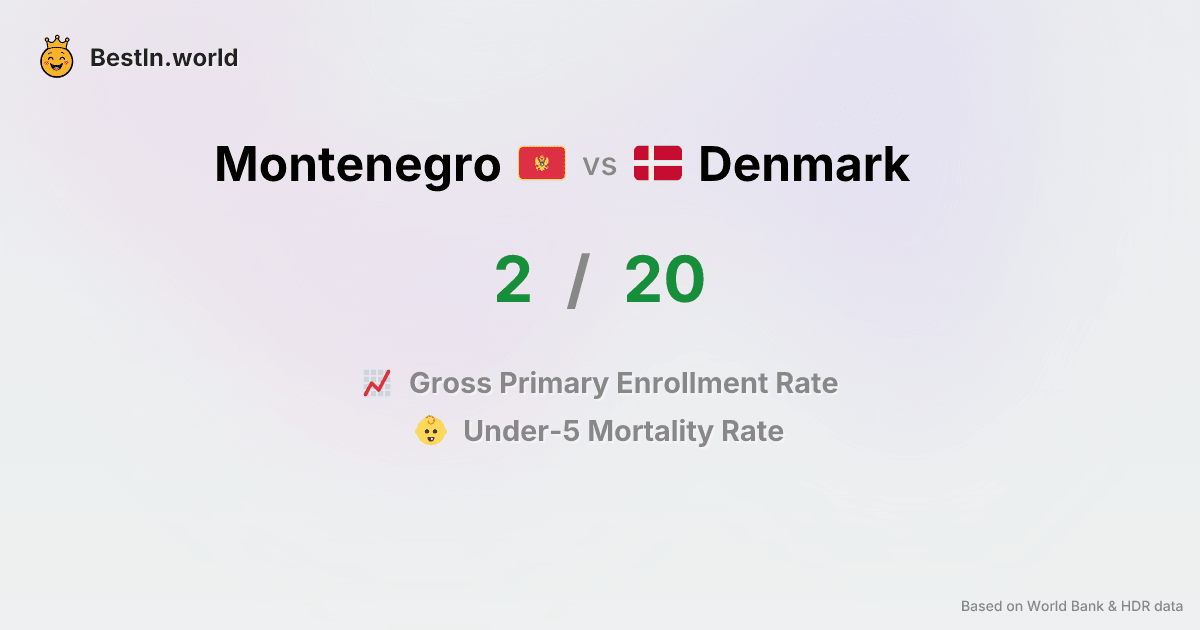 BestIn.world
Montenegro vs Denmark
2 / 20
Gross Primary Enrollment Rate
Under-5 Mortality Rate
Based on World Bank & HDR data